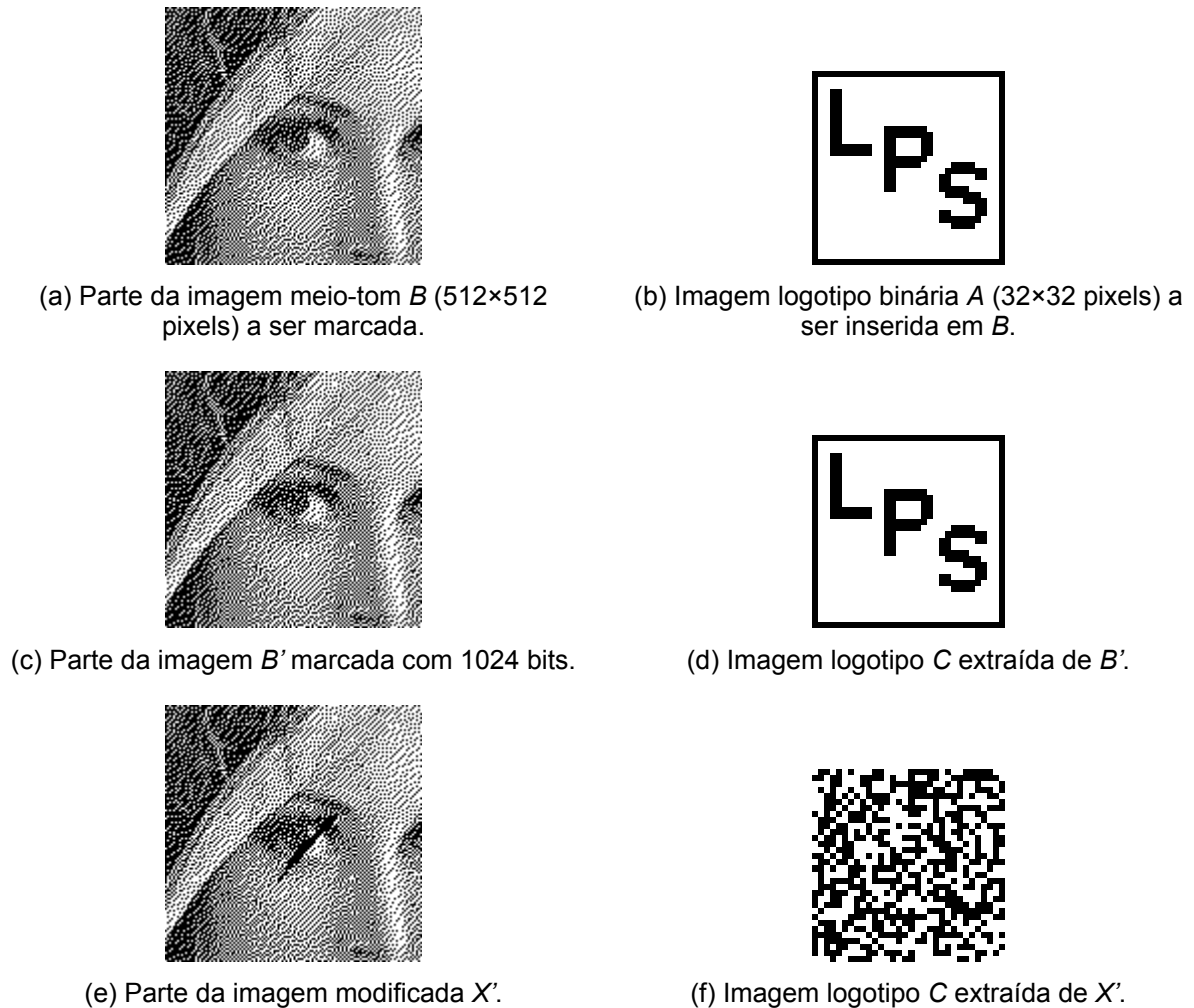 (a) Parte da imagem meio-tom B (512×512
pixels) a ser marcada.
LPS
(b) Imagem logotipo binária A (32×32 pixels) a
ser inserida em B.
(c) Parte da imagem B’ marcada com 1024 bits.
LPS
(d) Imagem logotipo C extraída de B’.
(e) Parte da imagem modificada X’.
(f) Imagem logotipo C extraída de X’.